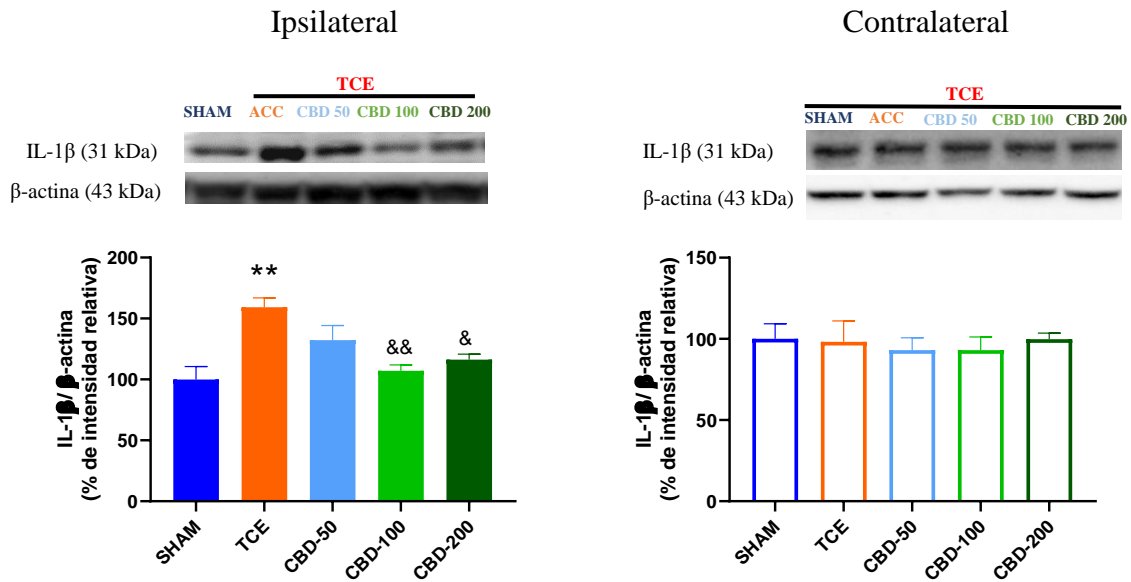 Ipsilateral
TCE
SHAM ACC CBD 50 CBD 100 CBD 200
IL-1β (31 kDa)
β-actina (43 kDa)
IL-1β/ β-actina
(% de intensidad relativa)
200
150
100
50
0
**
&&
&
SHAM
TCE
CBD-50
CBD-100
CBD-200
Contralateral
TCE
SHAM ACC CBD 50 CBD 100 CBD 200
IL-1β (31 kDa)
β-actina (43 kDa)
IL-1β/ β-actina
(% de intensidad relativa)
150
100
50
0
SHAM
TCE
CBD-50
CBD-100
CBD-200